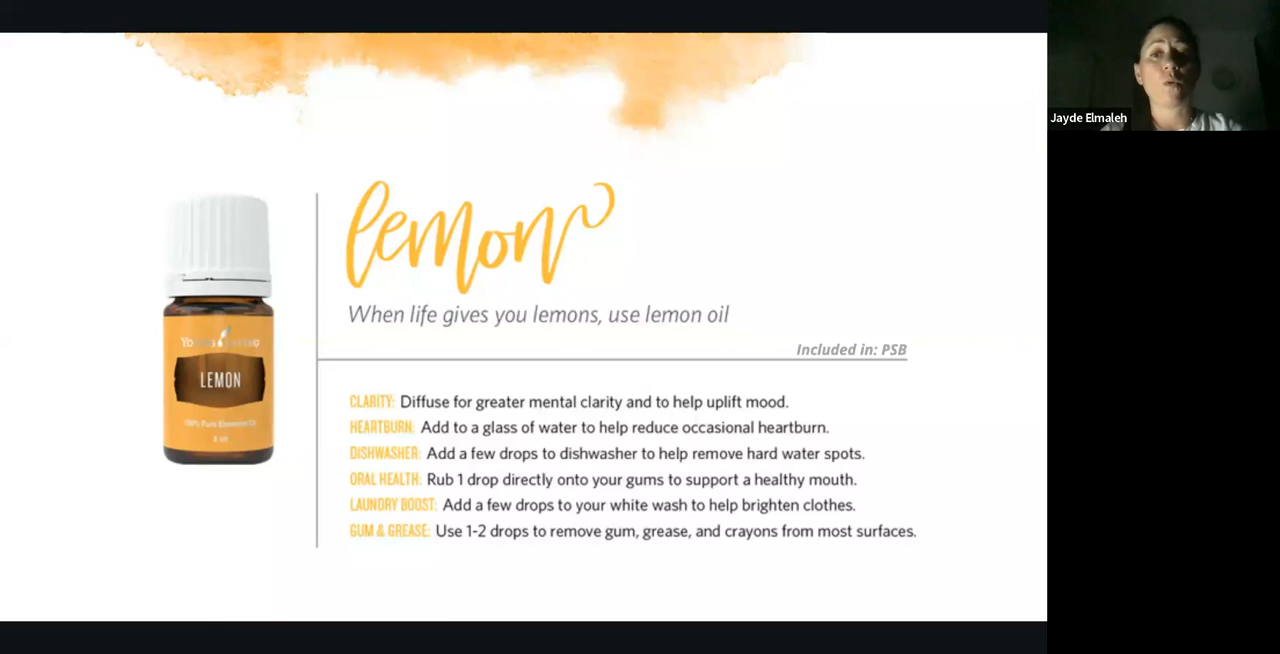 lemon
When life gives you lemons, use lemon oil
Included in: PSB
CLARITY: Diffuse for greater mental clarity and to help uplift mood.
HEARTBURN: Add to a glass of water to help reduce occasional heartburn.
DISHWASHER: Add a few drops to dishwasher to help remove hard water spots.
ORAL HEALTH: Rub 1 drop directly onto your gums to support a healthy mouth.
LAUNDRY BOOST: Add a few drops to your white wash to help brighten clothes.
GUM & GREASE: Use 1-2 drops to remove gum, grease, and crayons from most surfaces.
LEMON
100% Pure Essential Oil
Jayde Elmaleh